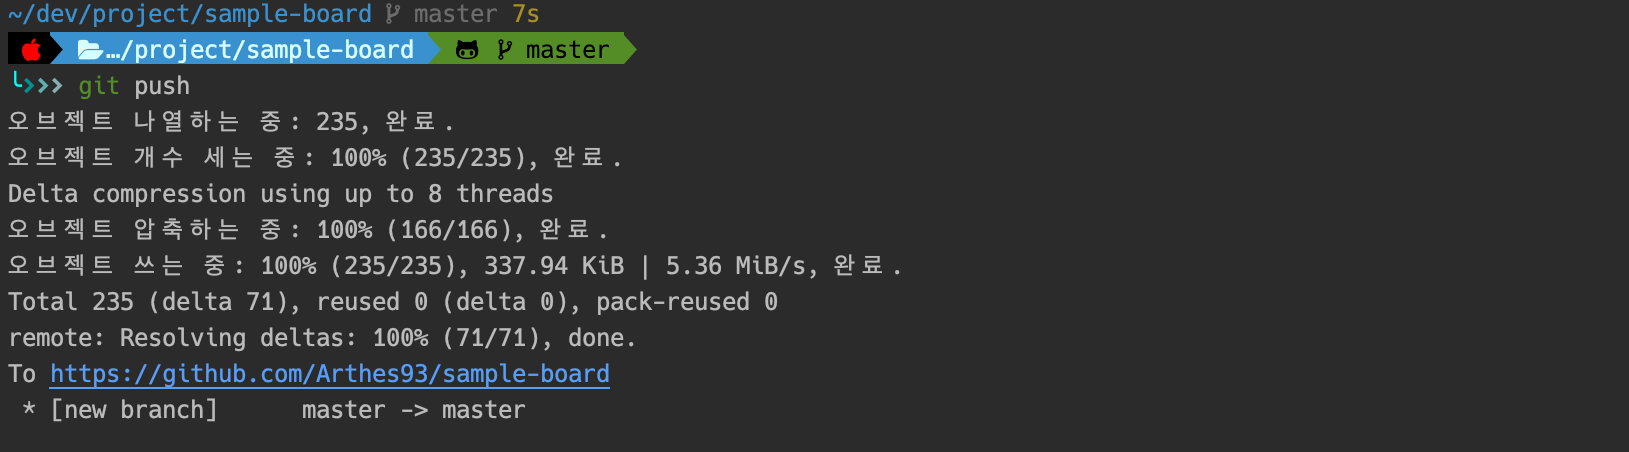 ~/dev/project/sample-board master 7s
…/project/sample-board master
>>> git push
오브젝트 나열하는 중: 235, 완료.
오브젝트 개수 세는 중: 100% (235/235), 완료.
Delta compression using up to 8 threads
오브젝트 압축하는 중: 100% (166/166), 완료.
오브젝트 쓰는 중: 100% (235/235), 337.94 KiB | 5.36 MiB/s, 완료.
Total 235 (delta 71), reused 0 (delta 0), pack-reused 0
remote: Resolving deltas: 100% (71/71), done.
To https://github.com/Arthes93/sample-board
 * [new branch]      master -> master